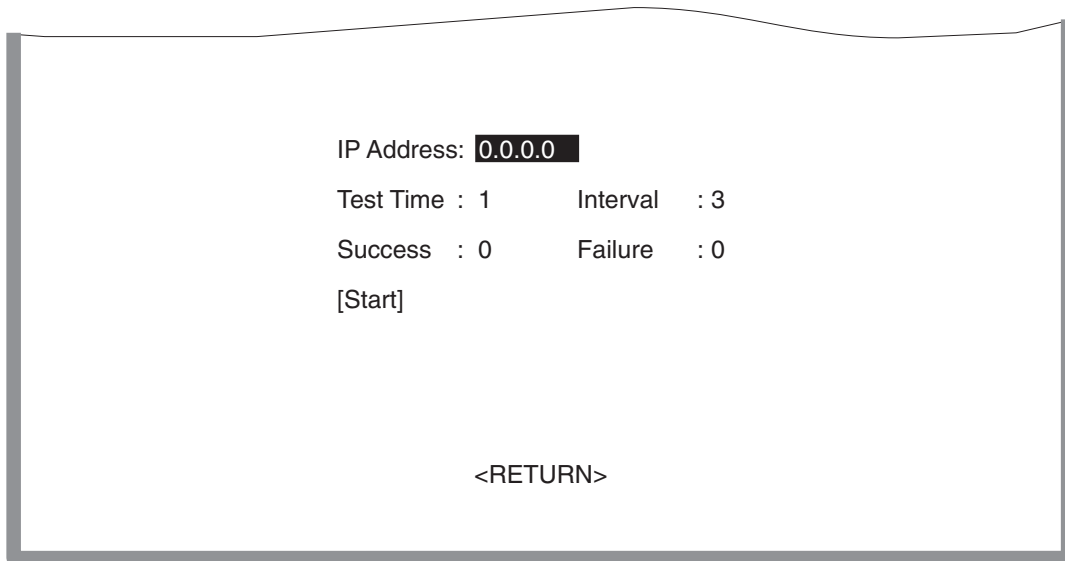 IP Address: 0.0.0.0
Test Time : 1 Interval : 3
Success : 0 Failure : 0
[Start]
<RETURN>